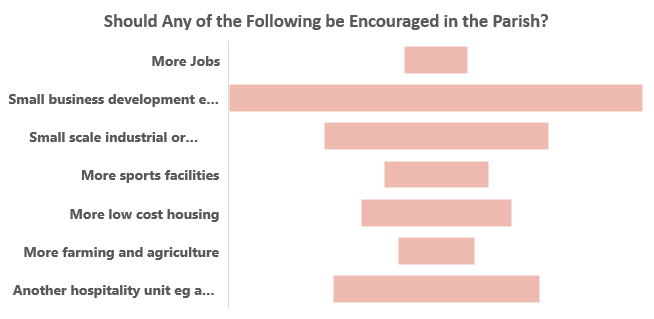 Should Any of the Following be Encouraged in the Parish?
More Jobs
Small business development e...
Small scale industrial or...
More sports facilities
More low cost housing
More farming and agriculture
Another hospitality unit eg a...